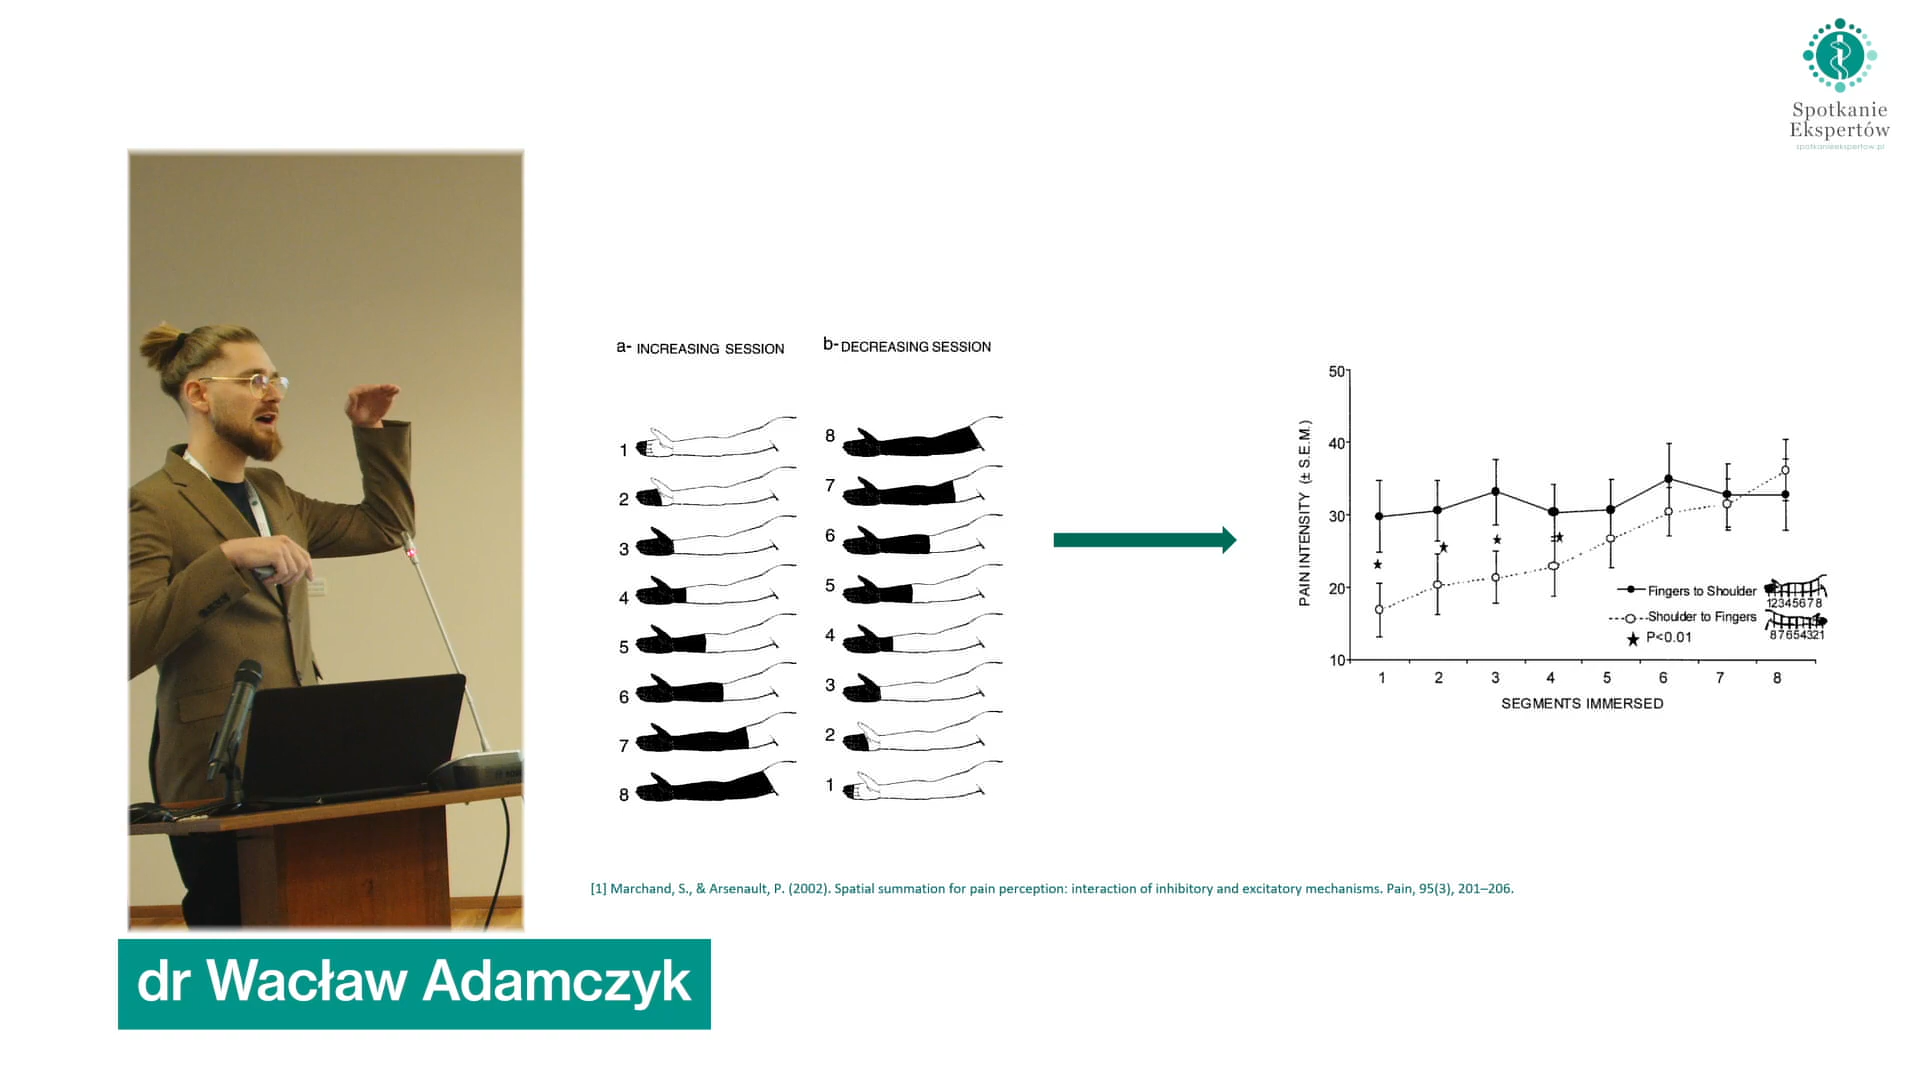 Spotkanie
Ekspertów
spotkanieekspertow.pl
a- INCREASING SESSION
b- DECREASING SESSION
1
2
3
4
5
6
7
8
8
7
6
5
4
3
2
1
50
40
30
20
10
PAIN INTENSITY (± S.E.M.)
Fingers to Shoulder
12345678
Shoulder to Fingers
87654321
★ P<0.01
1 2 3 4 5 6 7 8
SEGMENTS IMMERSED
[1] Marchand, S., & Arsenault, P. (2002). Spatial summation for pain perception: interaction of inhibitory and excitatory mechanisms. Pain, 95(3), 201–206.
dr Wacław Adamczyk